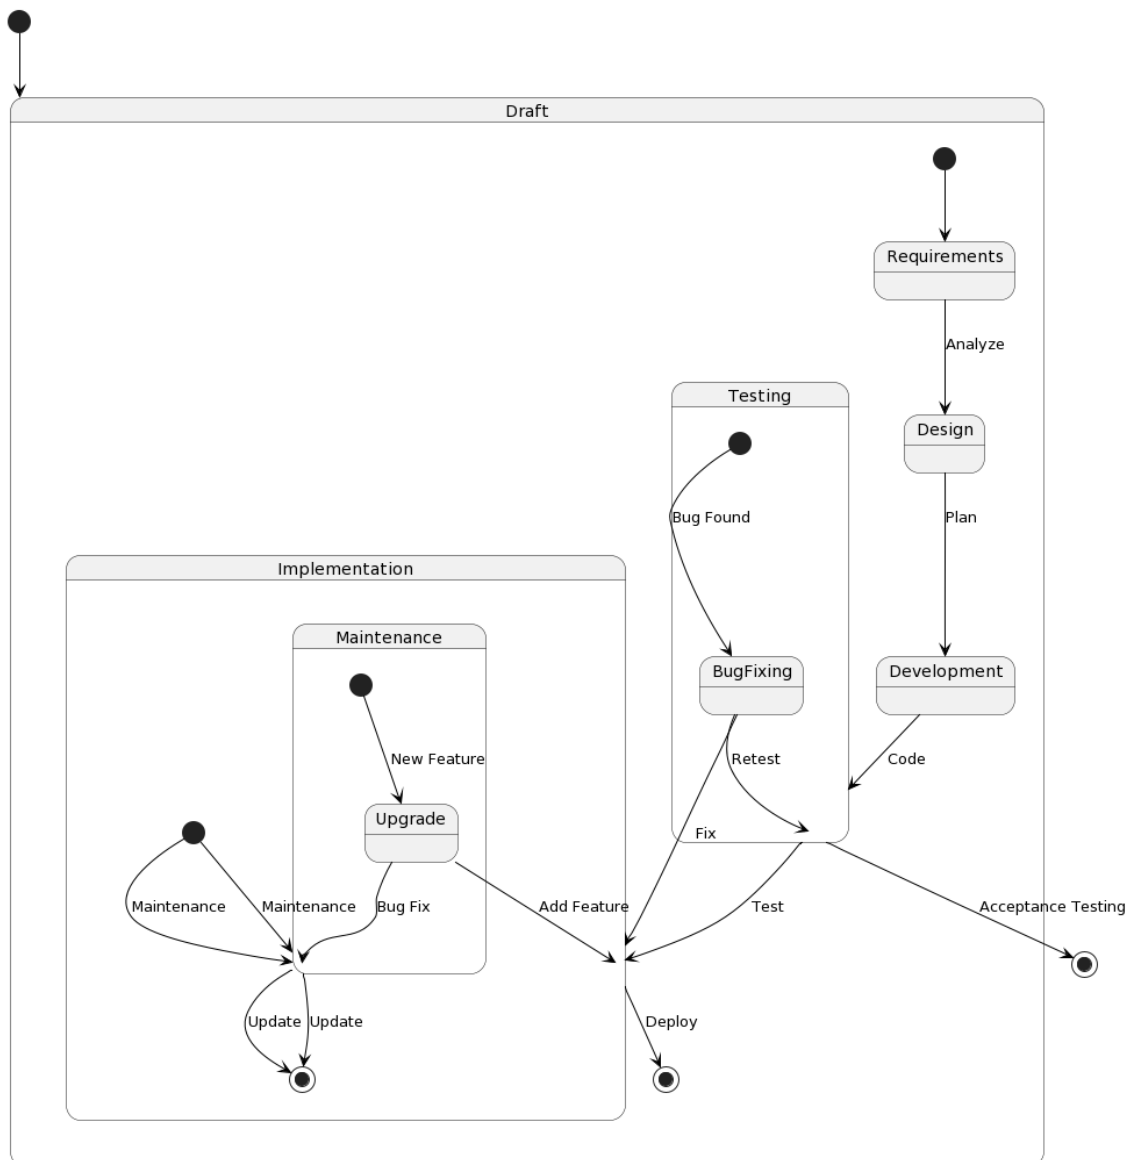 Draft
Requirements
Analyze
Testing
Design
Bug Found
Plan
Implementation
Maintenance
BugFixing
Development
New Feature
Retest
Code
Upgrade
Fix
Maintenance
Maintenance
Bug Fix
Add Feature
Test
Acceptance Testing
Update
Update
Deploy